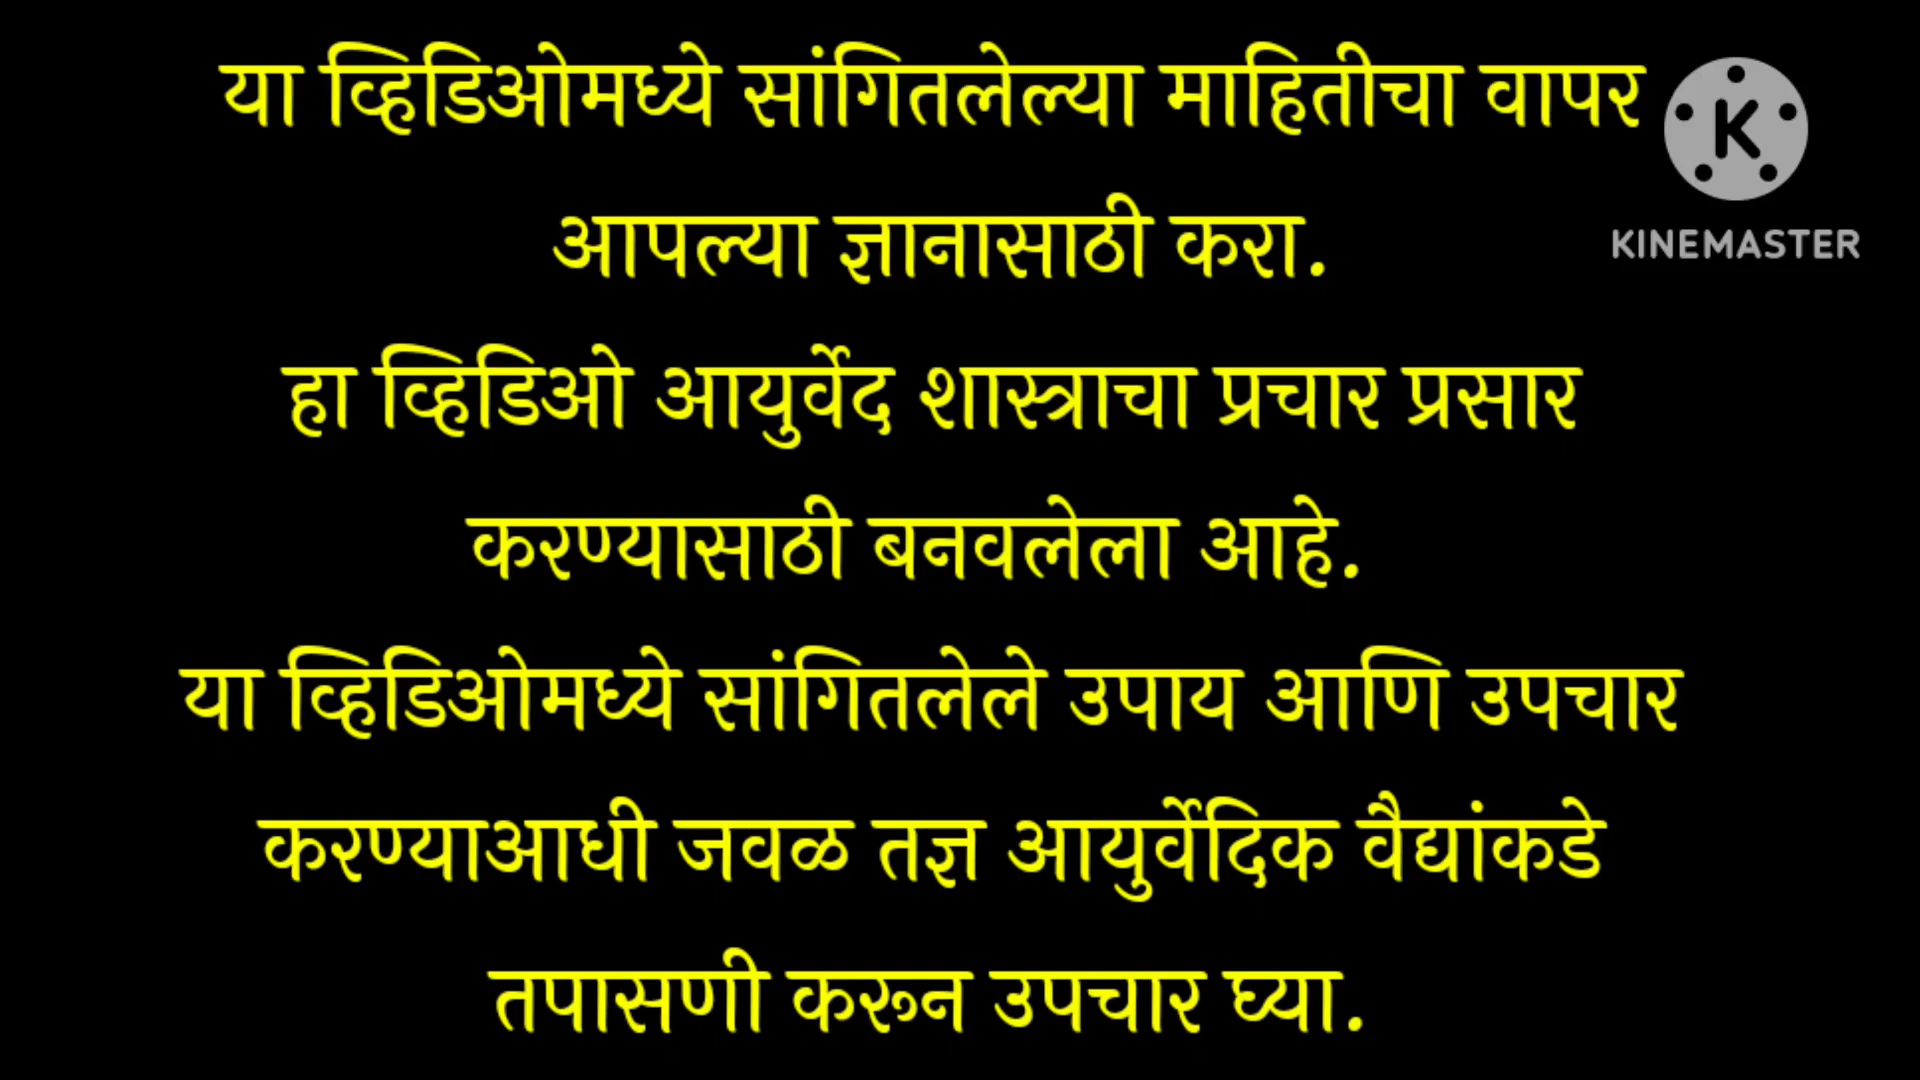 या व्हिडिओमध्ये सांगितलेल्या माहितीचा वापर
आपल्या ज्ञानासाठी करा.
हा व्हिडिओ आयुर्वेद शास्त्राचा प्रचार प्रसार
करण्यासाठी बनवलेला आहे.
या व्हिडिओमध्ये सांगितलेले उपाय आणि उपचार
करण्याआधी जवळ तज्ञ आयुर्वेदिक वैद्यांकडे
तपासणी करून उपचार घ्या.
K
KINEMASTER